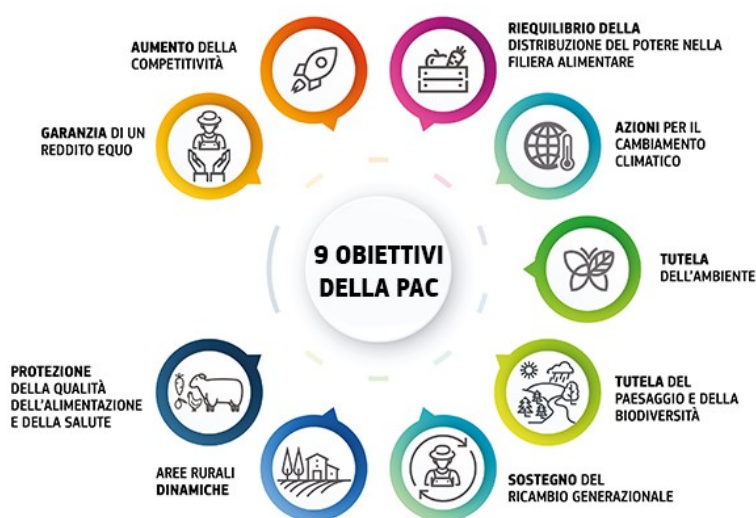 AUMENTO DELLA
COMPETITIVITÀ
RIEQUILIBRIO DELLA
DISTRIBUZIONE DEL POTERE NELLA
FILIERA ALIMENTARE
GARANZIA DI UN
REDDITO EQUO
AZIONI PER IL
CAMBIAMENTO
CLIMATICO
9 OBIETTIVI
DELLA PAC
TUTELA
DELL'AMBIENTE
PROTEZIONE
DELLA QUALITÀ
DELL'ALIMENTAZIONE
E DELLA SALUTE
TUTELA DEL
PAESAGGIO E DELLA
BIODIVERSITÀ
AREE RURALI
DINAMICHE
SOSTEGNO DEL
RICAMBIO GENERAZIONALE